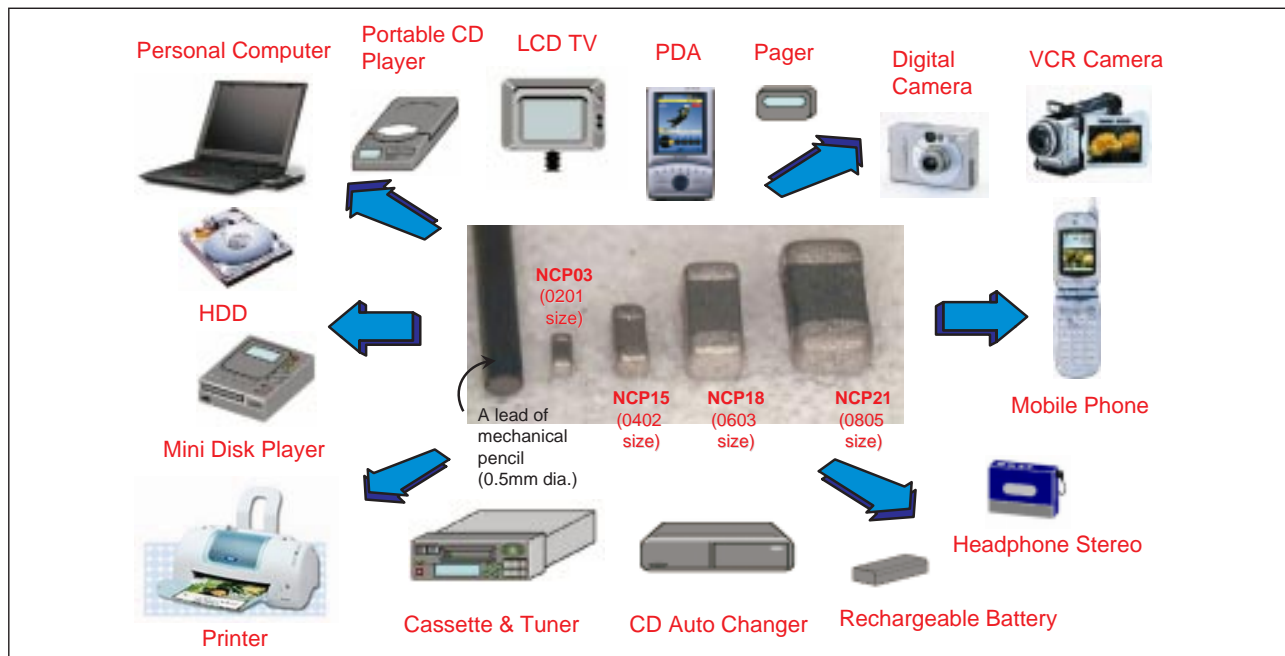 Personal Computer
Portable CD
Player
LCD TV
PDA
Pager
Digital
Camera
VCR Camera
HDD
NCP03
(0201
size)
NCP15
(0402
size)
NCP18
(0603
size)
NCP21
(0805
size)
A lead of
mechanical
pencil
(0.5mm dia.)
Mobile Phone
Mini Disk Player
Headphone Stereo
Printer
Cassette & Tuner
CD Auto Changer
Rechargeable Battery